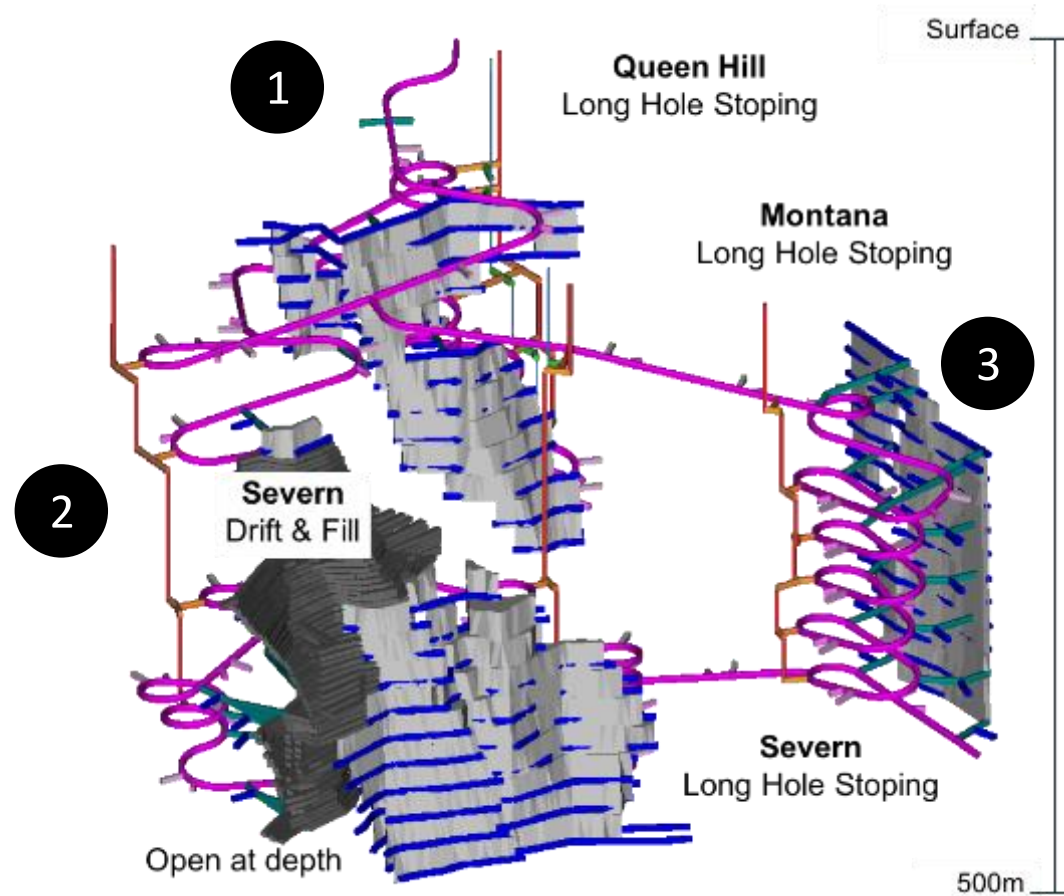 Surface
1
Queen Hill
Long Hole Stoping
Montana
Long Hole Stoping
3
2
Severn
Drift & Fill
Severn
Long Hole Stoping
Open at depth
500m